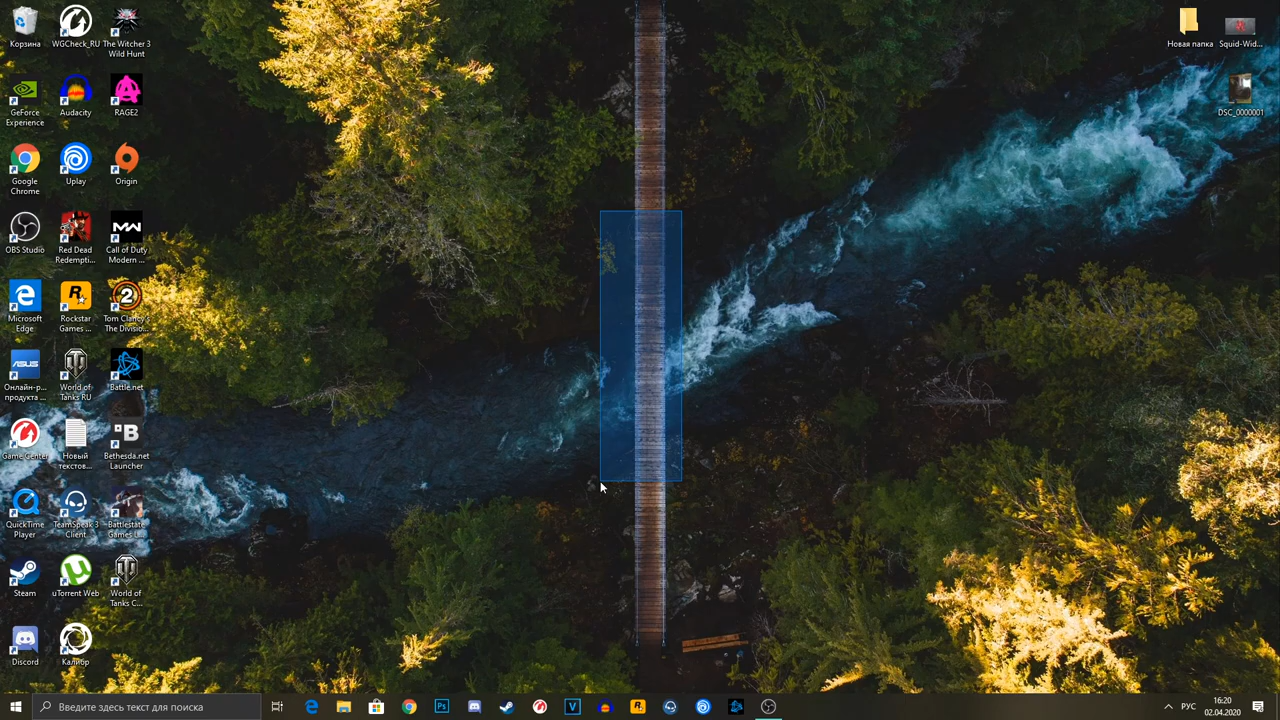 Корзина
WGCheck_RU
The Witcher 3
Wild Hunt
GeForce
Experience
Audacity
RAGE2
Google
Chrome
Uplay
Origin
OBS Studio
Red Dead
Redempti...
Call of Duty
Modern ...
Microsoft
Edge
Rockstar
Games ...
Tom Clancy's
The Divisio...
Онлайн-р...
продукта ...
World of
Tanks RU
Battle.net
Game Center
Новый
текстов...
Bethesda.net
Launcher
QuickTime
Player
TeamSpeak 3
Client
Battlestate
Games L...
Steam
uTorrent Web
World of
Tanks C...
Discord
Калибр
Новая папка
Squid-Wid...
DSC_0000001
Введите здесь текст для поиска
РУС
16:20
02.04.2020